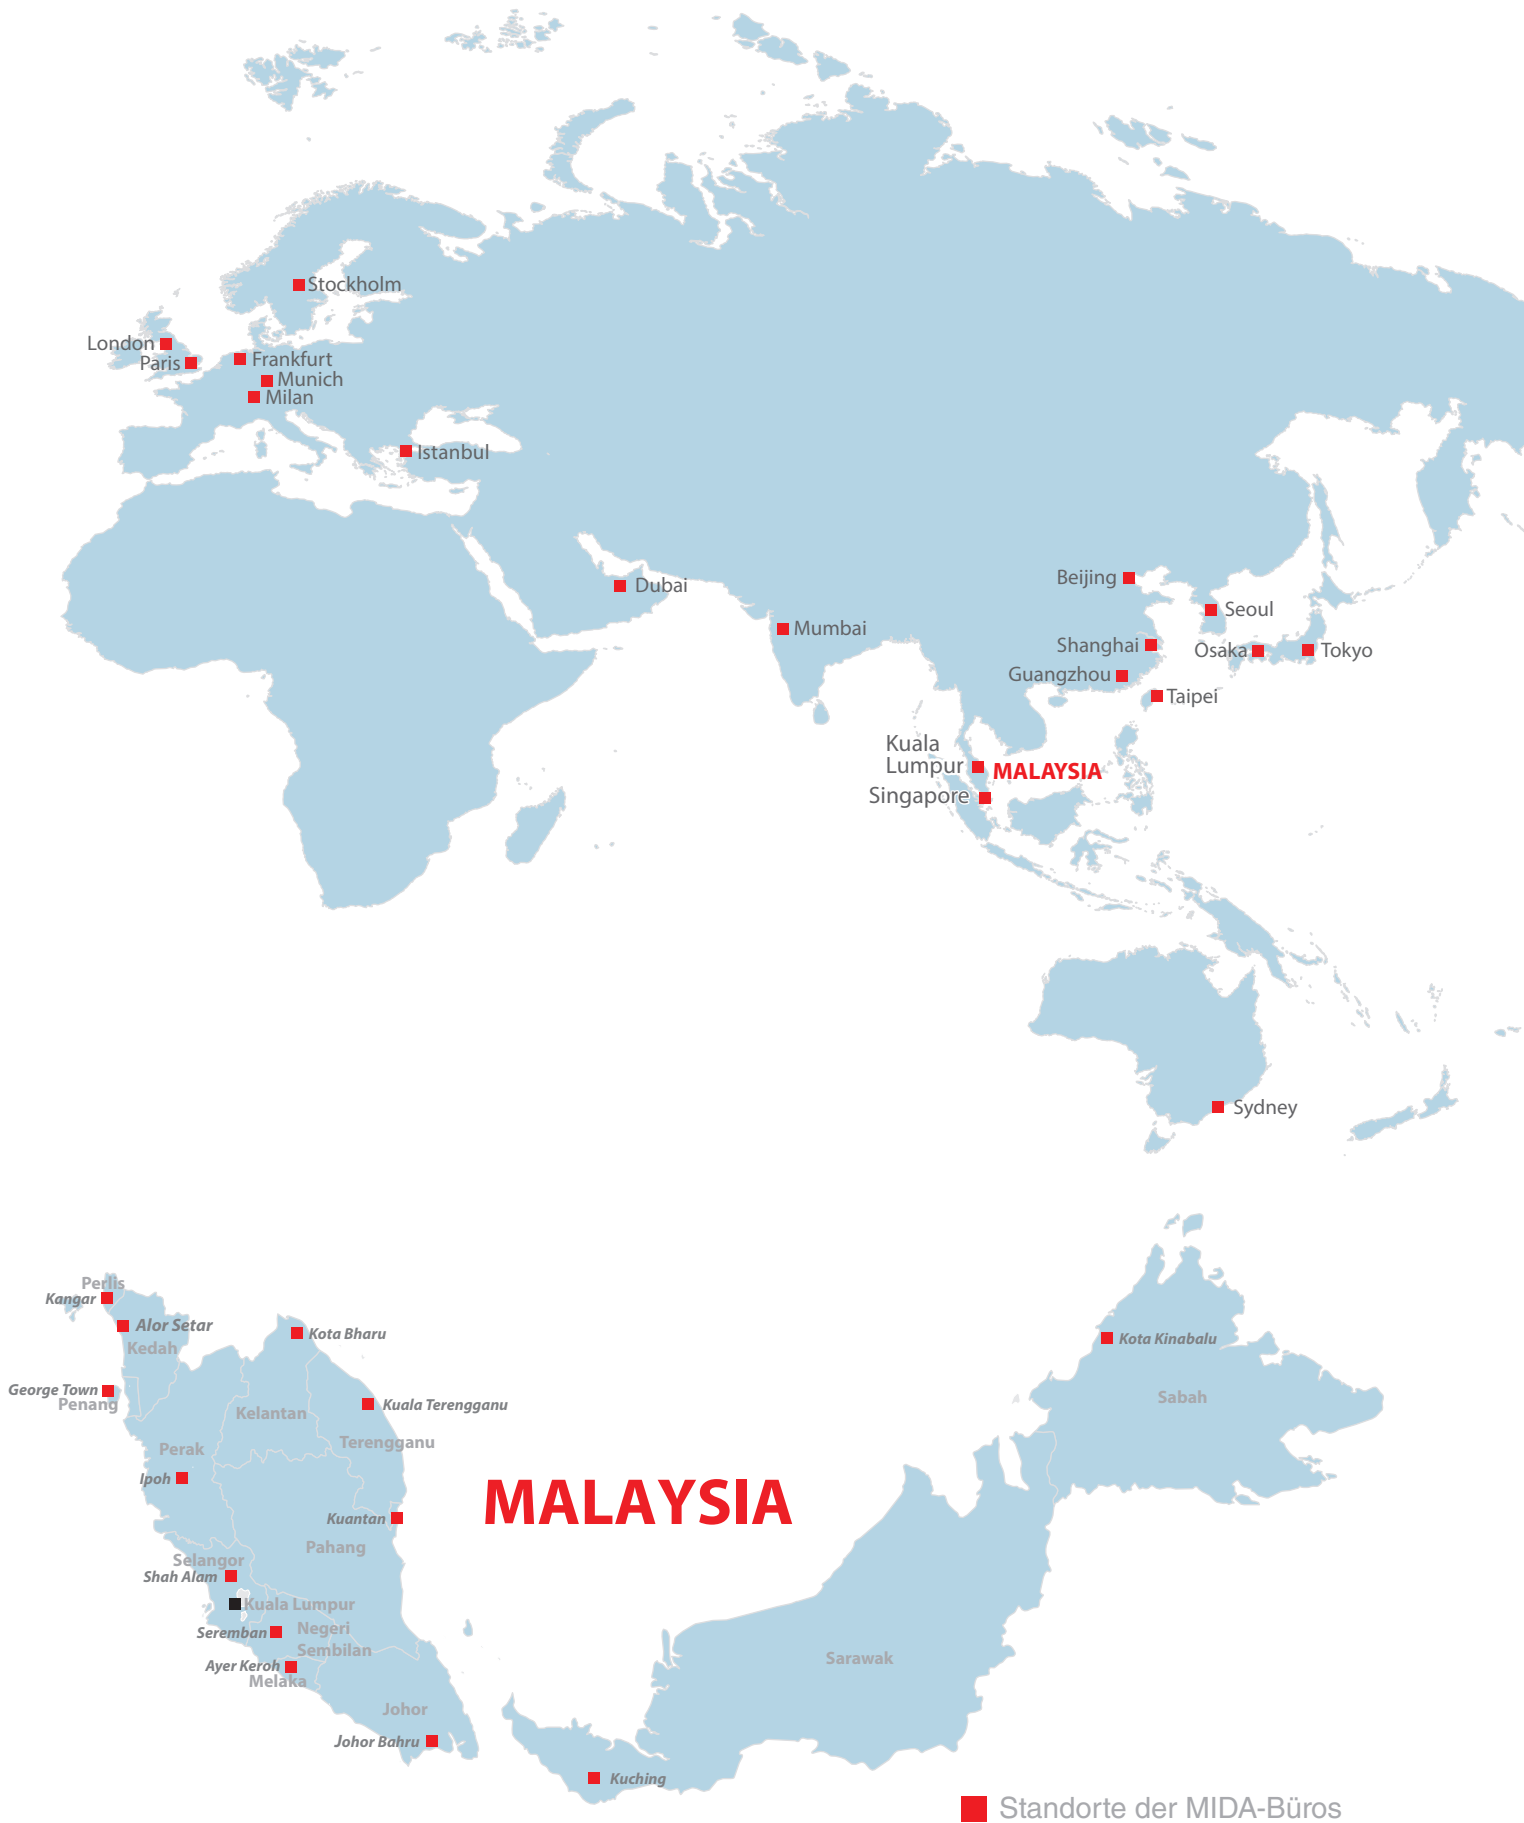 Stockholm
London
Paris
Frankfurt
Munich
Milan
Istanbul
Dubai
Mumbai
Beijing
Seoul
Shanghai
Osaka
Tokyo
Guangzhou
Taipei
Kuala
Lumpur
MALAYSIA
Singapore
Sydney
Perlis
Kangar
Alor Setar
Kedah
Kota Bharu
Kota Kinabalu
George Town
Penang
Kelantan
Kuala Terengganu
Sabah
Perak
Terengganu
Ipoh
MALAYSIA
Kuantan
Pahang
Selangor
Shah Alam
Kuala Lumpur
Seremban
Negeri
Sembilan
Sarawak
Ayer Keroh
Melaka
Johor
Johor Bahru
Kuching
Standorte der MIDA-Büros